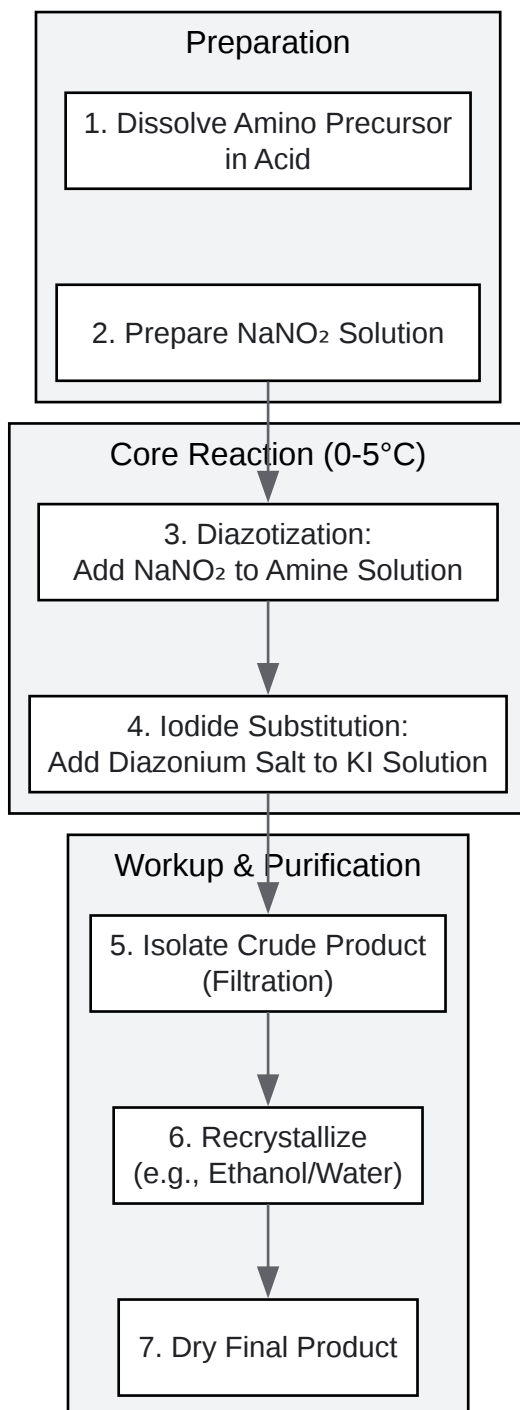 Preparation
1. Dissolve Amino Precursor
in Acid
2. Prepare NaNO₂ Solution
Core Reaction (0-5°C)
3. Diazotization:
Add NaNO₂ to Amine Solution
4. Iodide Substitution:
Add Diazonium Salt to KI Solution
Workup & Purification
5. Isolate Crude Product
(Filtration)
6. Recrystallize
(e.g., Ethanol/Water)
7. Dry Final Product